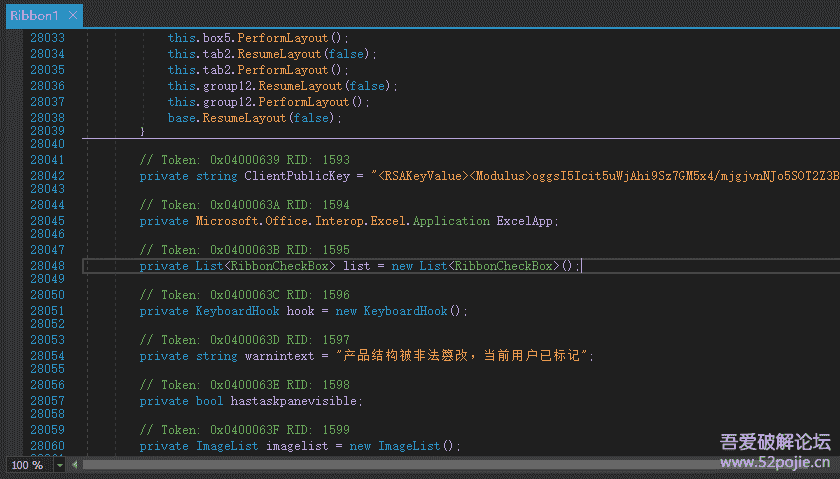 Ribbon1 ×
28033 this.box5.PerformLayout();
28034 this.tab2.ResumeLayout(false);
28035 this.tab2.PerformLayout();
28036 this.group12.ResumeLayout(false);
28037 this.group12.PerformLayout();
28038 base.ResumeLayout(false);
28039 }
28040
28041 // Token: 0x04000639 RID: 1593
28042 private string ClientPublicKey = "<RSAKeyValue><Modulus>oggsI5Icit5uWjAhi9Sz7GM5x4/mjgjvnNJo5SOT2Z3B
28043
28044 // Token: 0x0400063A RID: 1594
28045 private Microsoft.Office.Interop.Excel.Application ExcelApp;
28046
28047 // Token: 0x0400063B RID: 1595
28048 private List<RibbonCheckBox> list = new List<RibbonCheckBox>();
28049
28050 // Token: 0x0400063C RID: 1596
28051 private KeyboardHook hook = new KeyboardHook();
28052
28053 // Token: 0x0400063D RID: 1597
28054 private string warnintext = "产品结构被非法篡改，当前用户已标记";
28055
28056 // Token: 0x0400063E RID: 1598
28057 private bool hastaskpanevisible;
28058
28059 // Token: 0x0400063F RID: 1599
28060 private ImageList imagelist = new ImageList();
100 %
吾爱破解论坛
www.52pojie.cn